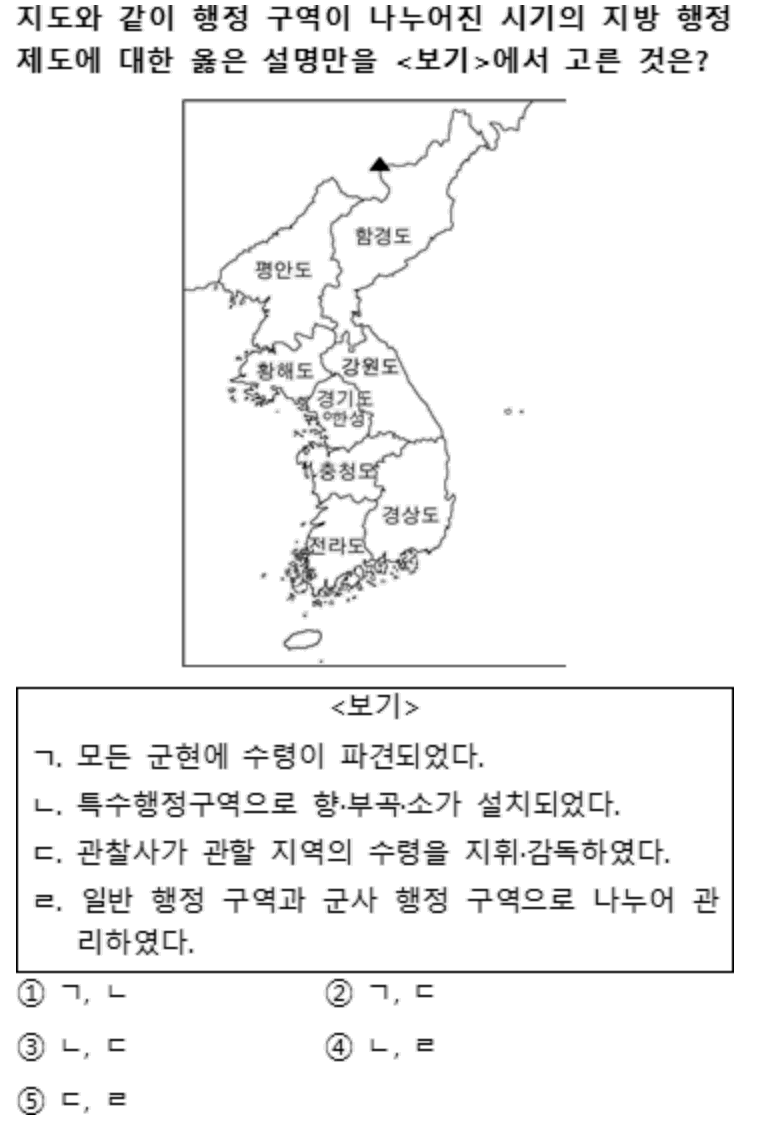 지도와 같이 행정 구역이 나누어진 시기의 지방 행정
제도에 대한 옳은 설명만을 <보기>에서 고른 것은?
함경도
평안도
황해도
강원도
경기도
한성
충청도
경상도
전라도
<보기>
ㄱ. 모든 군현에 수령이 파견되었다.
ㄴ. 특수행정구역으로 향·부곡·소가 설치되었다.
ㄷ. 관찰사가 관할 지역의 수령을 지휘·감독하였다.
ㄹ. 일반 행정 구역과 군사 행정 구역으로 나누어 관
리하였다.
① ㄱ, ㄴ ② ㄱ, ㄷ
③ ㄴ, ㄷ ④ ㄴ, ㄹ
⑤ ㄷ, ㄹ